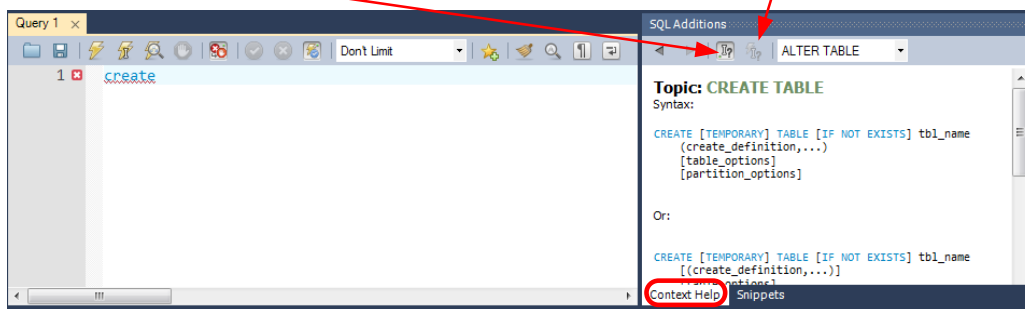 Query 1 ×
Don't Limit
1 create
SQL Additions
ALTER TABLE
Topic: CREATE TABLE
Syntax:
CREATE [TEMPORARY] TABLE [IF NOT EXISTS] tbl_name
(create_definition,...)
[table_options]
[partition_options]
Or:
CREATE [TEMPORARY] TABLE [IF NOT EXISTS] tbl_name
[(create_definition,...)]
[table_options]
Context Help Snippets